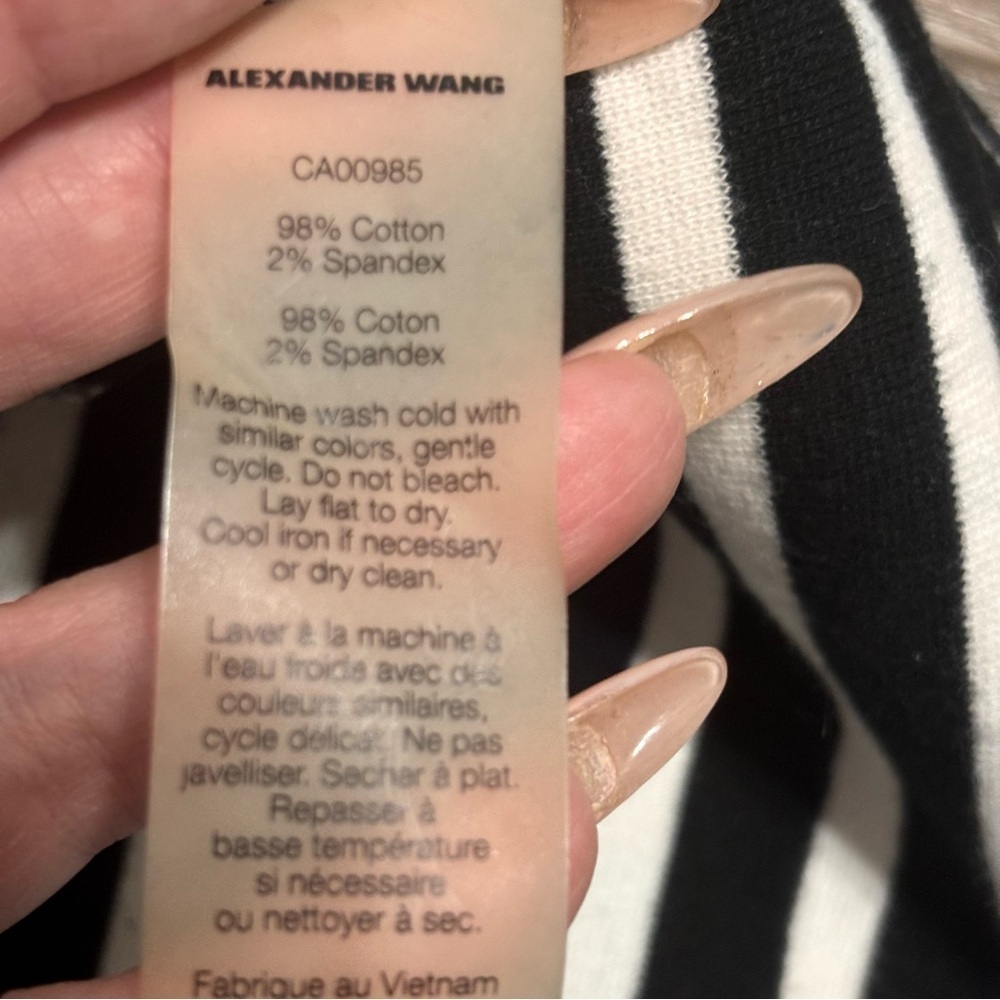 ALEXANDER WANG
CA00985
98% Cotton
2% Spandex
98% Coton
2% Spandex
Machine wash cold with
similar colors, gentle
cycle. Do not bleach.
Lay flat to dry.
Cool iron if necessary
or dry clean.
Laver à la machine à
l'eau froide avec des
couleurs similaires,
cycle délicat. Ne pas
javelliser. Sechar à plat.
Repasser à
basse température
si nécessaire
ou nettoyer à sec.
Fabrique au Vietnam